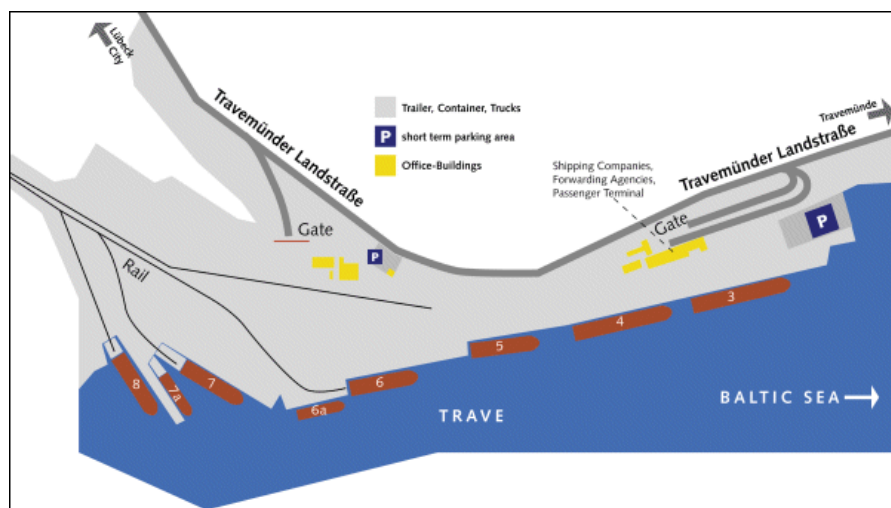 Lübeck
City
Travemünder Landstraße
Trailer, Container, Trucks
P short term parking area
Office-Buildings
Travemünde
Travemünder Landstraße
Shipping Companies,
Forwarding Agencies,
Passenger Terminal
Gate
P
Gate
P
Rail
3
4
5
6
6a
7
7a
8
TRAVE
BALTIC SEA